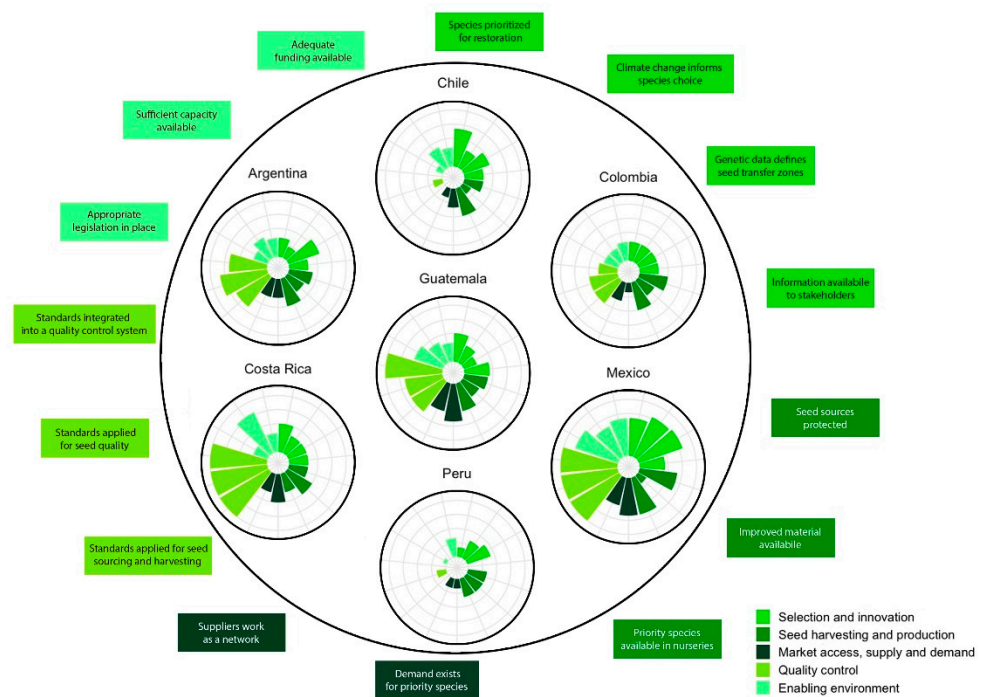 Species prioritized
for restoration
Adequate
funding available
Climate change informs
species choice
Chile
Sufficient capacity
available
Genetic data defines
seed transfer zones
Argentina
Colombia
Appropriate
legislation in place
Guatemala
Information availabile
to stakeholders
Standards integrated
into a quality control system
Costa Rica
Mexico
Seed sources
protected
Standards applied
for seed quality
Peru
Improved material
availabile
Standards applied for seed
sourcing and harvesting
Suppliers work
as a network
Priority species
available in nurseries
Demand exists
for priority species
Selection and innovation
Seed harvesting and production
Market access, supply and demand
Quality control
Enabling environment